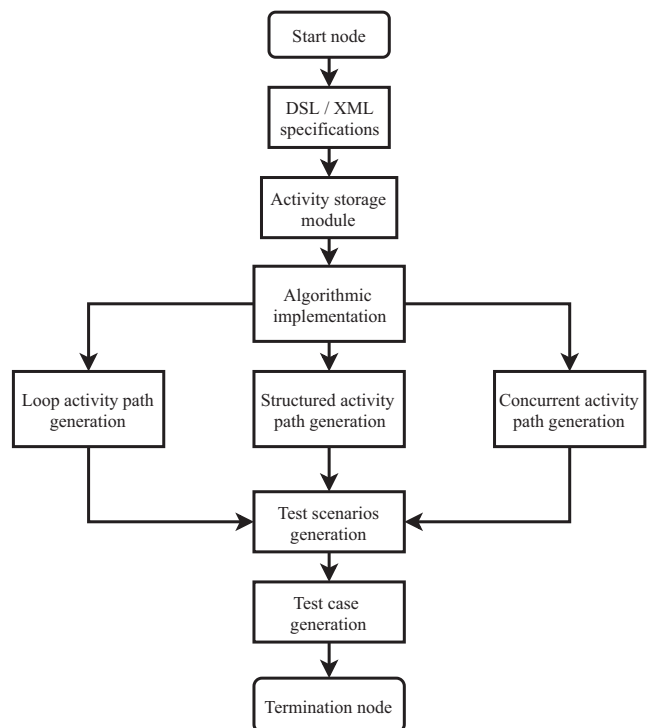 Start node
DSL / XML
specifications
Activity storage
module
Algorithmic
implementation
Loop activity path
generation
Structured activity
path generation
Concurrent activity
path generation
Test scenarios
generation
Test case
generation
Termination node